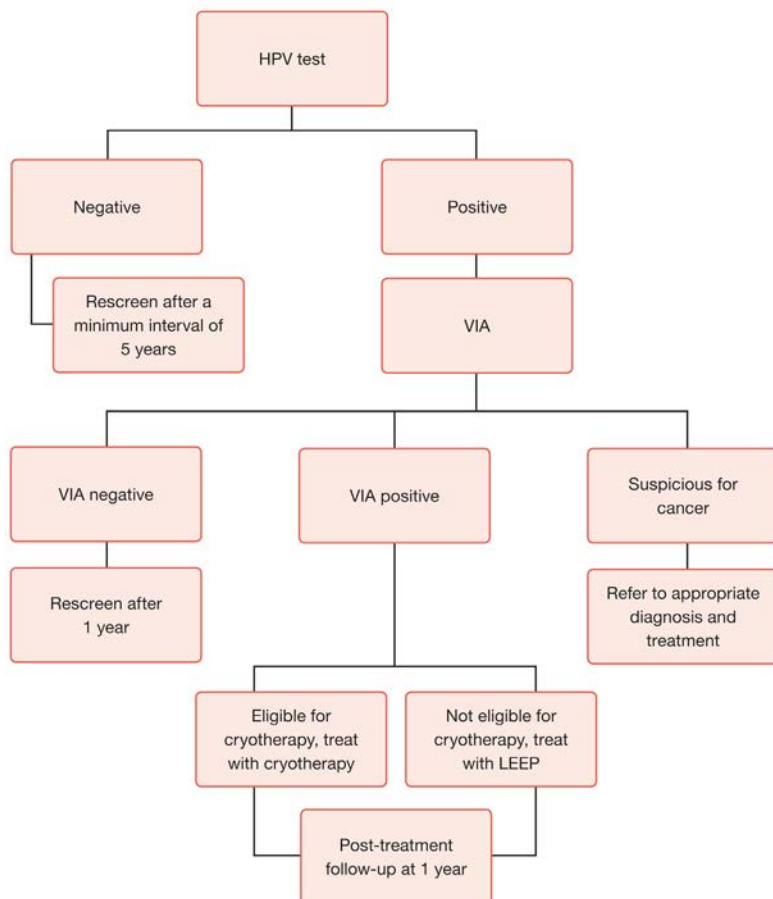 HPV test
Negative
Positive
Rescreen after a
minimum interval of
5 years
VIA
VIA negative
VIA positive
Suspicious for
cancer
Rescreen after
1 year
Refer to appropriate
diagnosis and
treatment
Eligible for
cryotherapy, treat
with cryotherapy
Not eligible for
cryotherapy, treat
with LEEP
Post-treatment
follow-up at 1 year